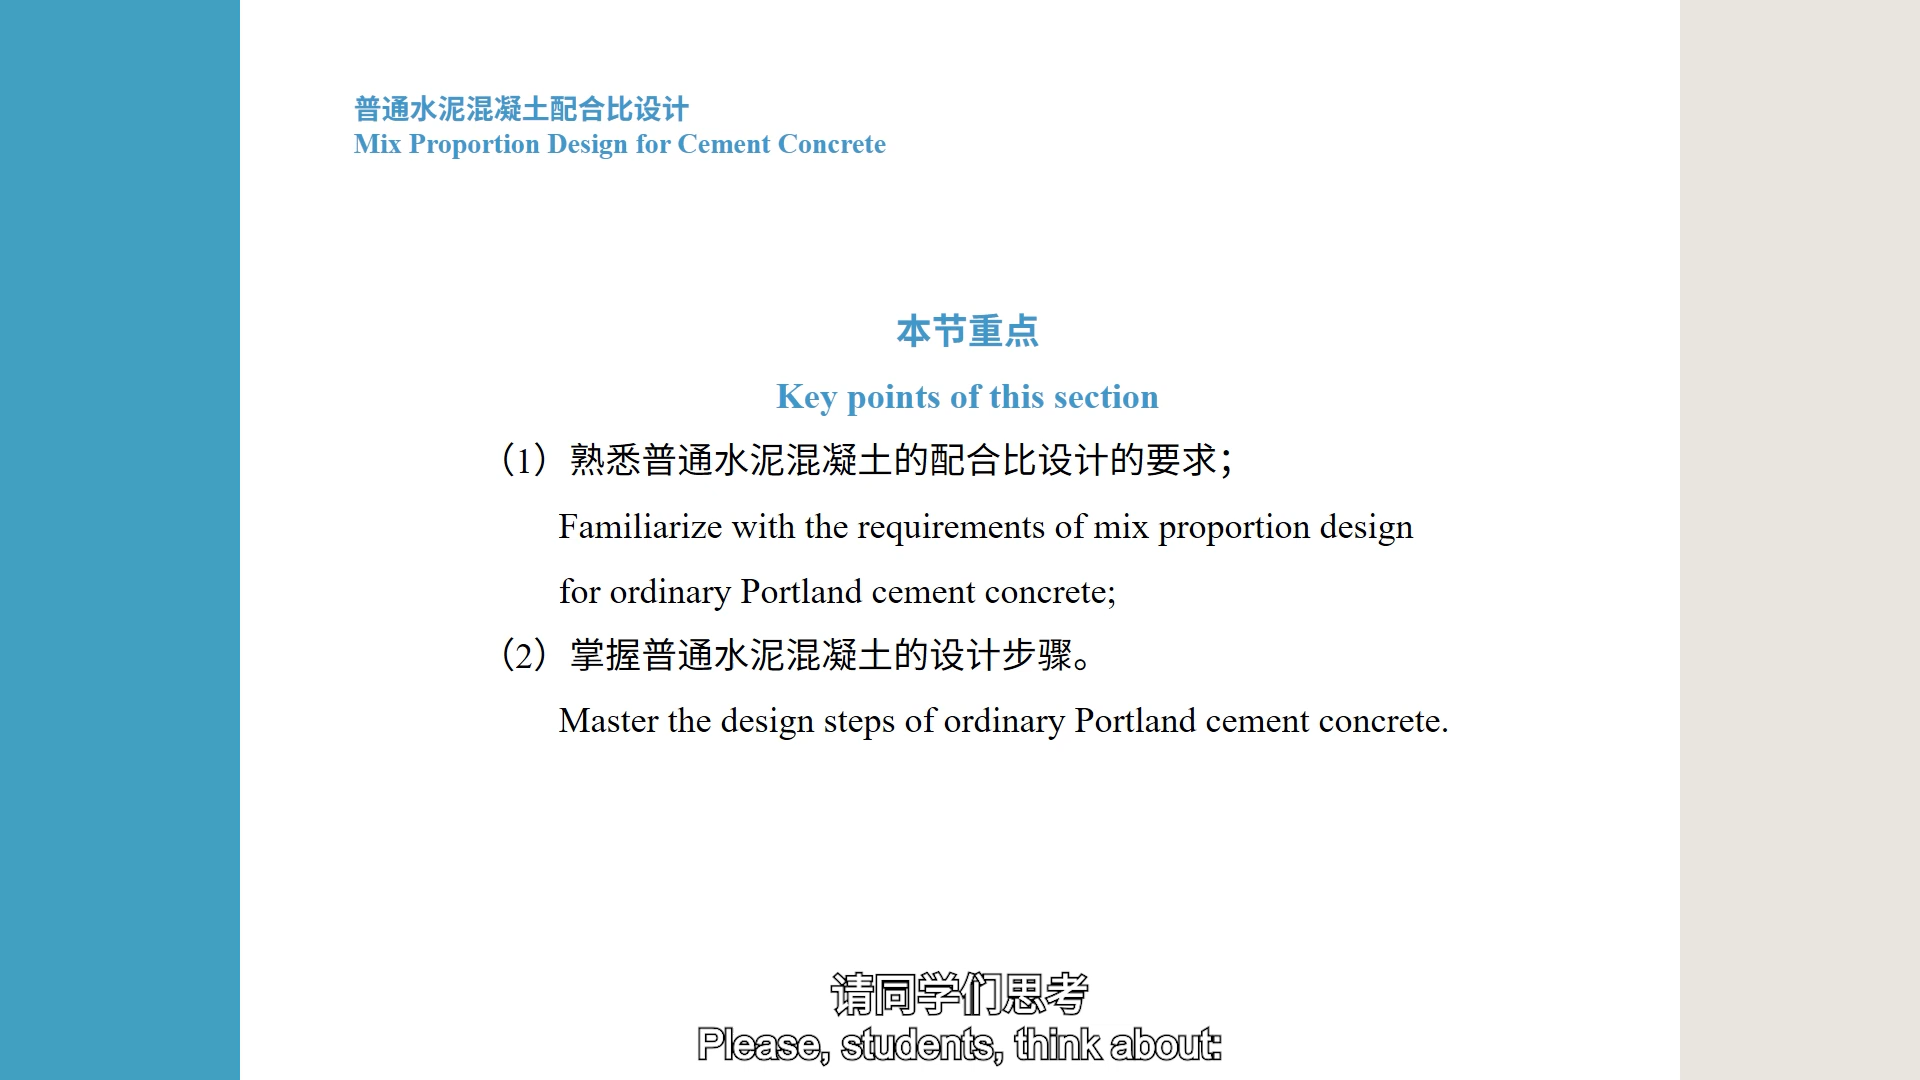 普通水泥混凝土配合比设计
Mix Proportion Design for Cement Concrete
本节重点
Key points of this section
（1）熟悉普通水泥混凝土的配合比设计的要求；
Familiarize with the requirements of mix proportion design
for ordinary Portland cement concrete;
（2）掌握普通水泥混凝土的设计步骤。
Master the design steps of ordinary Portland cement concrete.
请同学们思考
Please, students, think about: